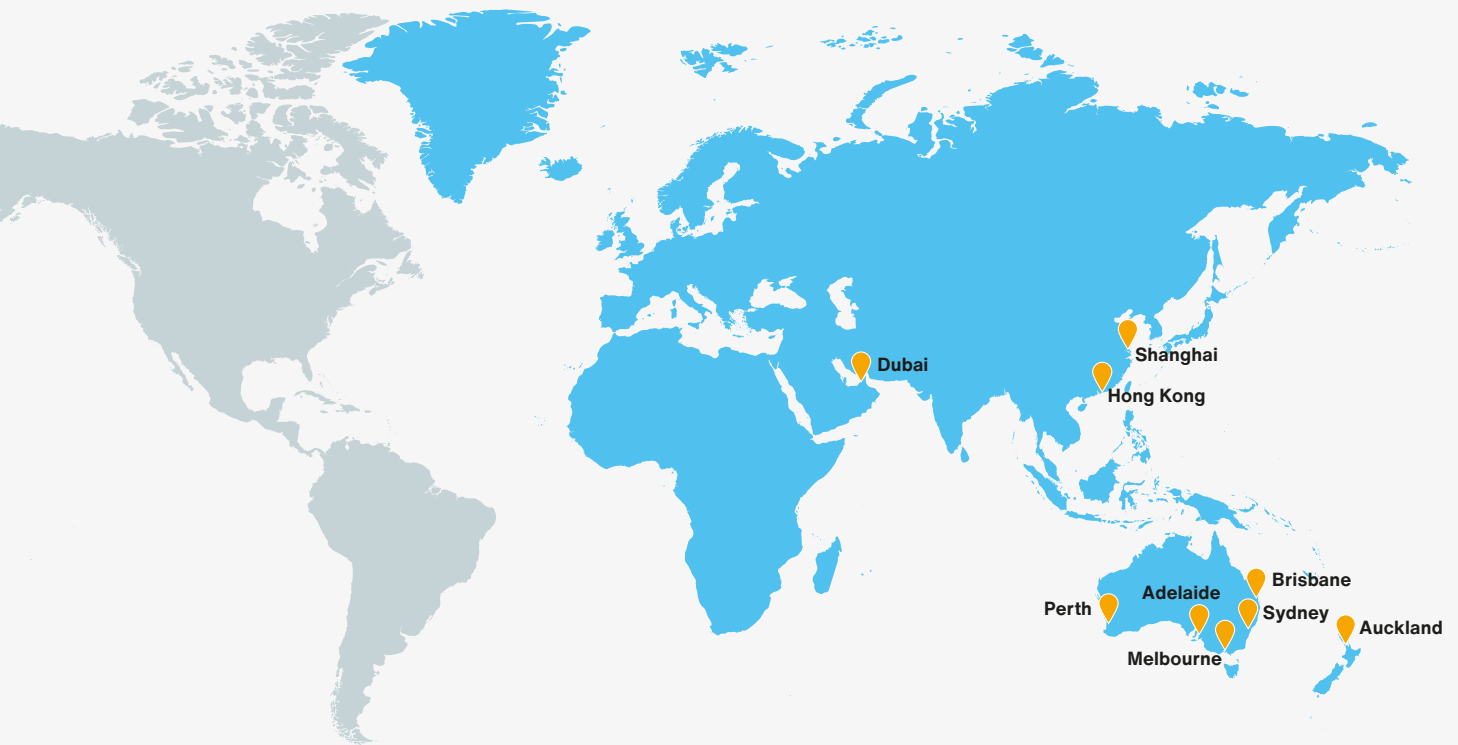 Shanghai
Dubai
Hong Kong
Brisbane
Adelaide
Perth
Sydney
Auckland
Melbourne